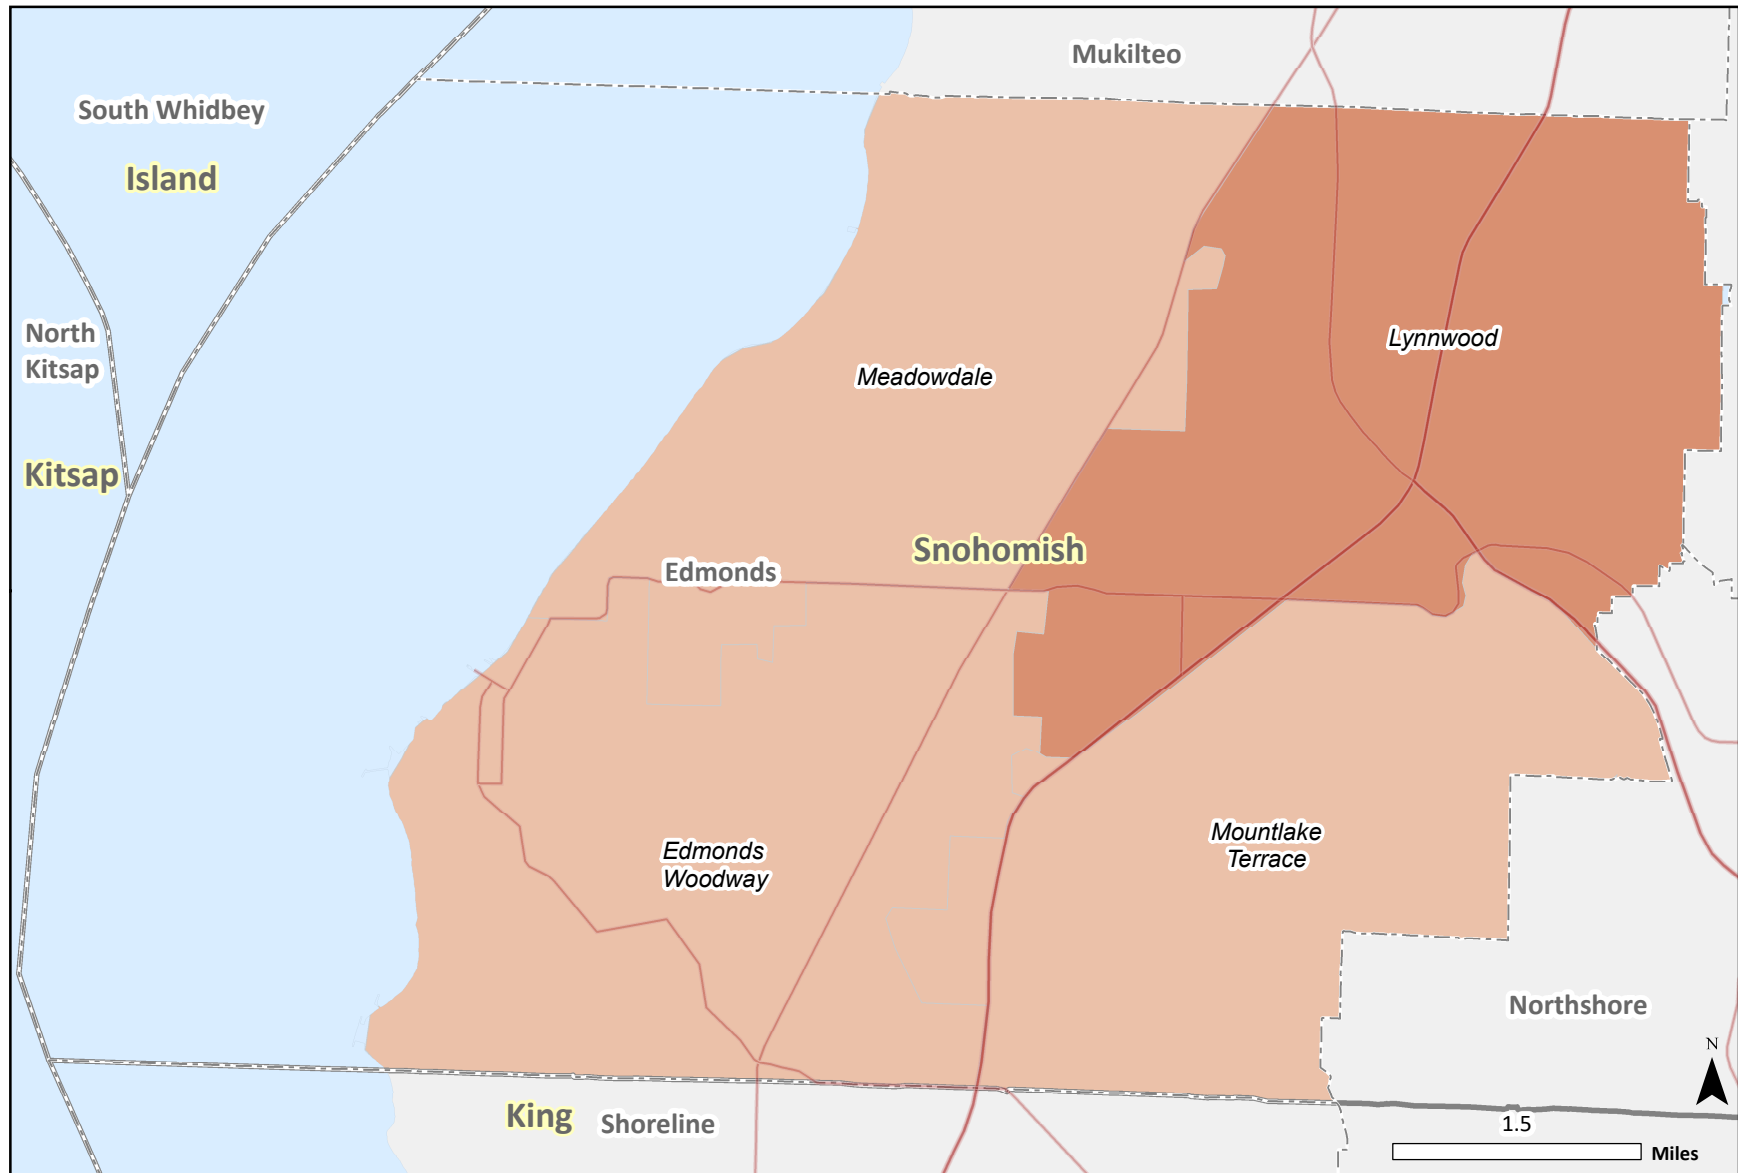 Mukilteo
South Whidbey
Island
North
Kitsap
Lynnwood
Meadowdale
Kitsap
Snohomish
Edmonds
Mountlake
Terrace
Edmonds
Woodway
Northshore
N
King
Shoreline
1.5
Miles